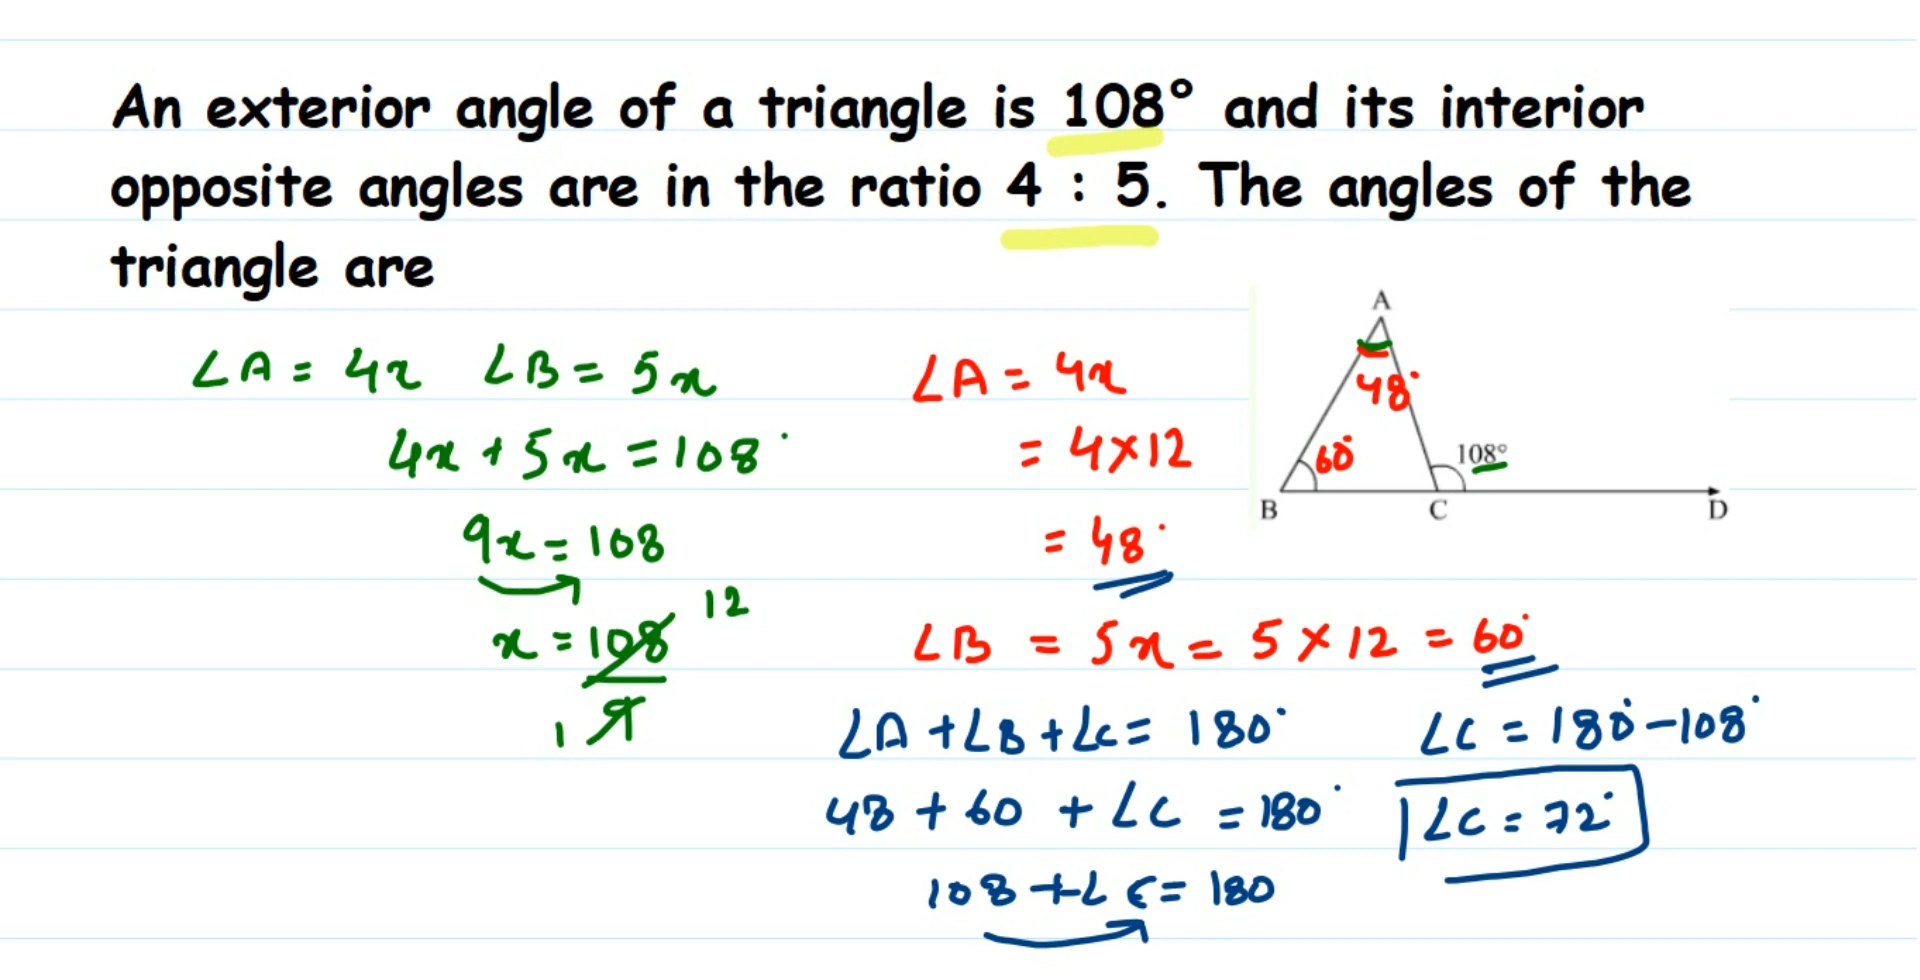 An exterior angle of a triangle is 108° and its interior
opposite angles are in the ratio 4 : 5. The angles of the
triangle are
∠A = 4x ∠B = 5x
4x + 5x = 108°
9x = 108
x = 108 12
1 9
∠A = 4x
= 4×12
= 48°
∠B = 5x = 5 × 12 = 60°
∠A + ∠B + ∠C = 180°
48 + 60 + ∠C = 180°
108 + ∠C = 180
∠C = 180° - 108°
∠C = 72°
A
48°
60°
108°
B C D